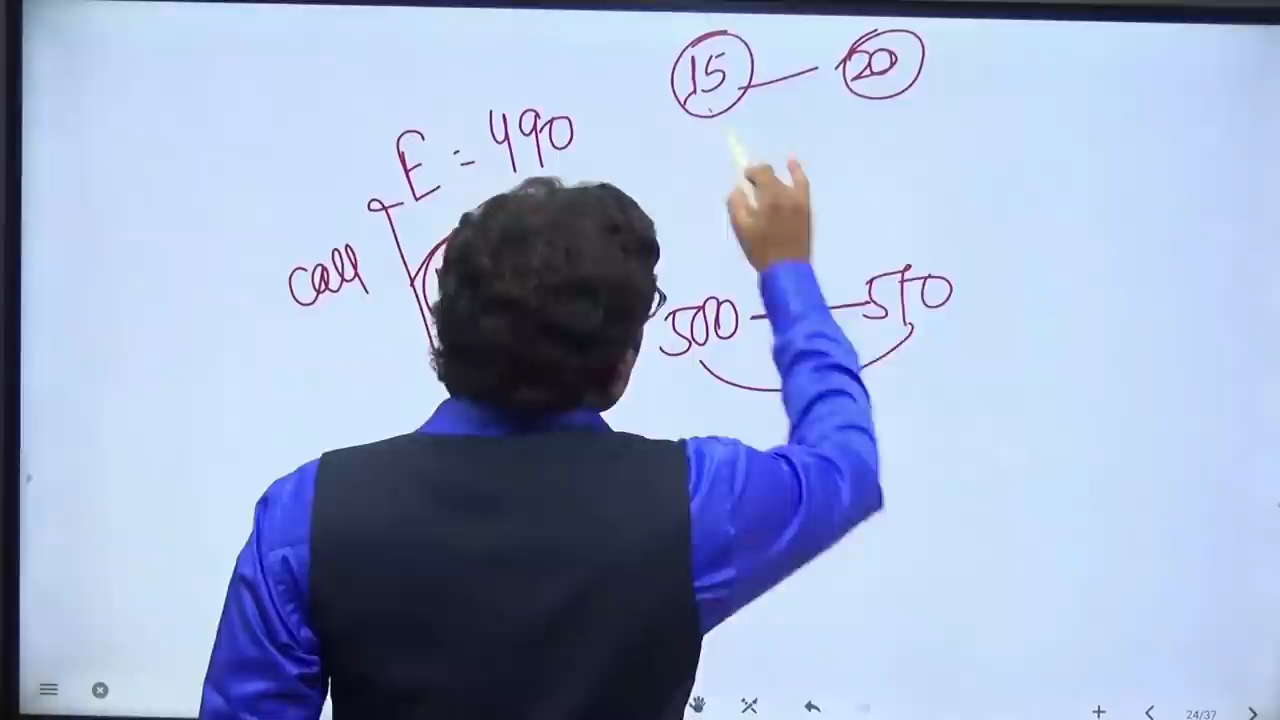 15 — 20
E = 490
call
500 — 510
24/37